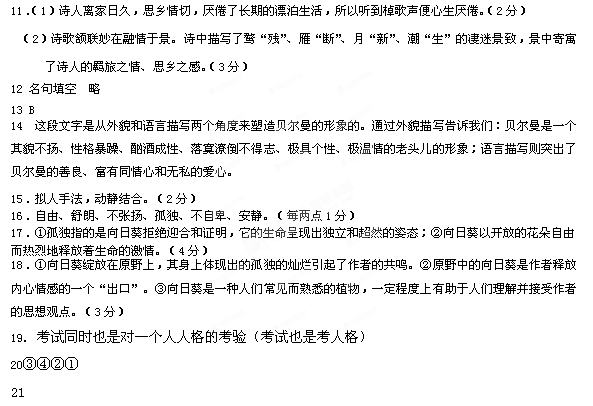 11.（1）诗人离家日久，思乡情切，厌倦了长期的漂泊生活，所以听到棹歌声便心生厌倦。（2分）
（2）诗歌颔联妙在融情于景。诗中描写了鹜“残”、雁“断”、月“新”、潮“生”的凄迷景致，景中寄寓
了诗人的羁旅之情、思乡之感。（3分）
12 名句填空 略
13 B
14 这段文字是从外貌和语言描写两个角度来塑造贝尔曼的形象的。通过外貌描写告诉我们：贝尔曼是一个
其貌不扬、性格暴躁、酗酒成性、落寞潦倒不得志、极具个性、极温情的老头儿的形象；语言描写则突出了
贝尔曼的善良、富有同情心和无私的爱心。
15．拟人手法，动静结合。（2分）
16．自由、舒朗、不张扬、孤独、不自卑、安静。（每两点1分）
17．①孤独指的是向日葵拒绝迎合和证明，它的生命呈现出独立和超然的姿态；②向日葵以开放的花朵自由
而热烈地释放着生命的激情。（4分）
18．①向日葵绽放在原野上，其身上体现出的孤独的灿烂引起了作者的共鸣。②原野中的向日葵是作者释放
内心情感的一个“出口”。③向日葵是一种人们常见而熟悉的植物，一定程度上有助于人们理解并接受作者
的思想观点。（3分）
19. 考试同时也是对一个人人格的考验（考试也是考人格）
20③④②①
21